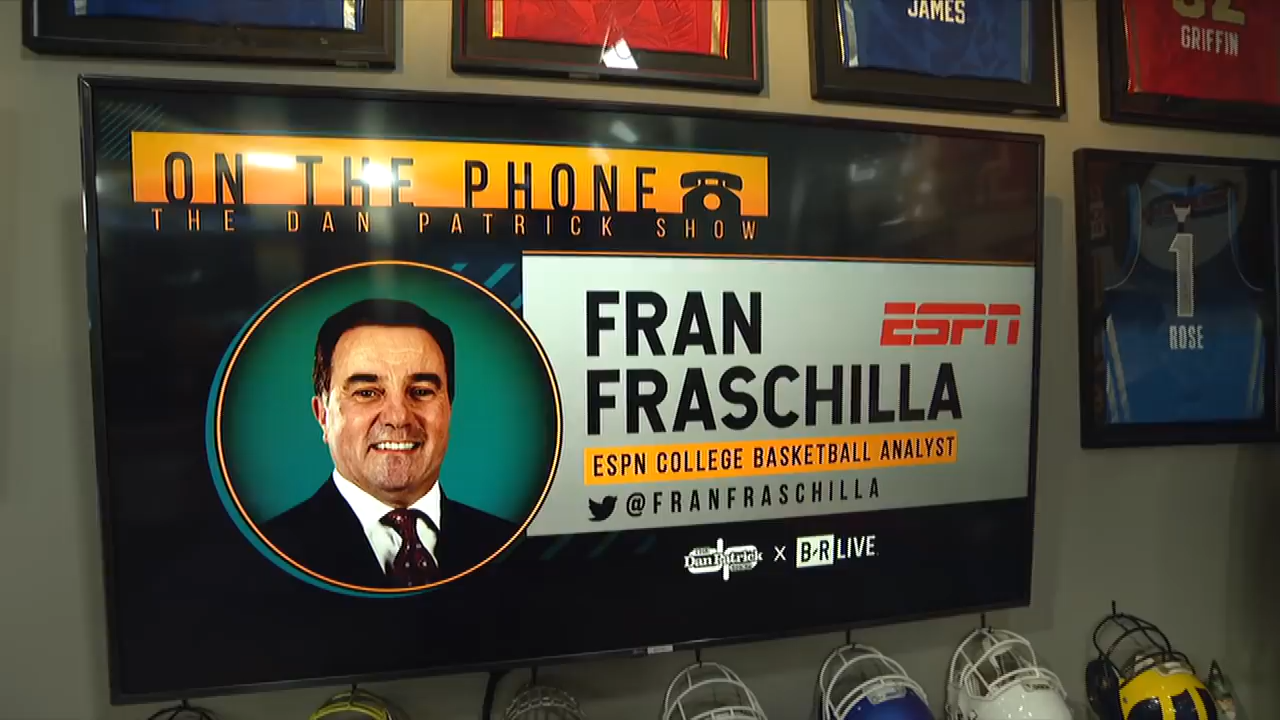 JAMES
GRIFFIN
ON THE PHONE
THE DAN PATRICK SHOW
1
ROSE
FRAN
FRASCHILLA
ESPN
ESPN COLLEGE BASKETBALL ANALYST
@FRANFRASCHILLA
THE
Dan Patrick
SHOW
X B/R LIVE